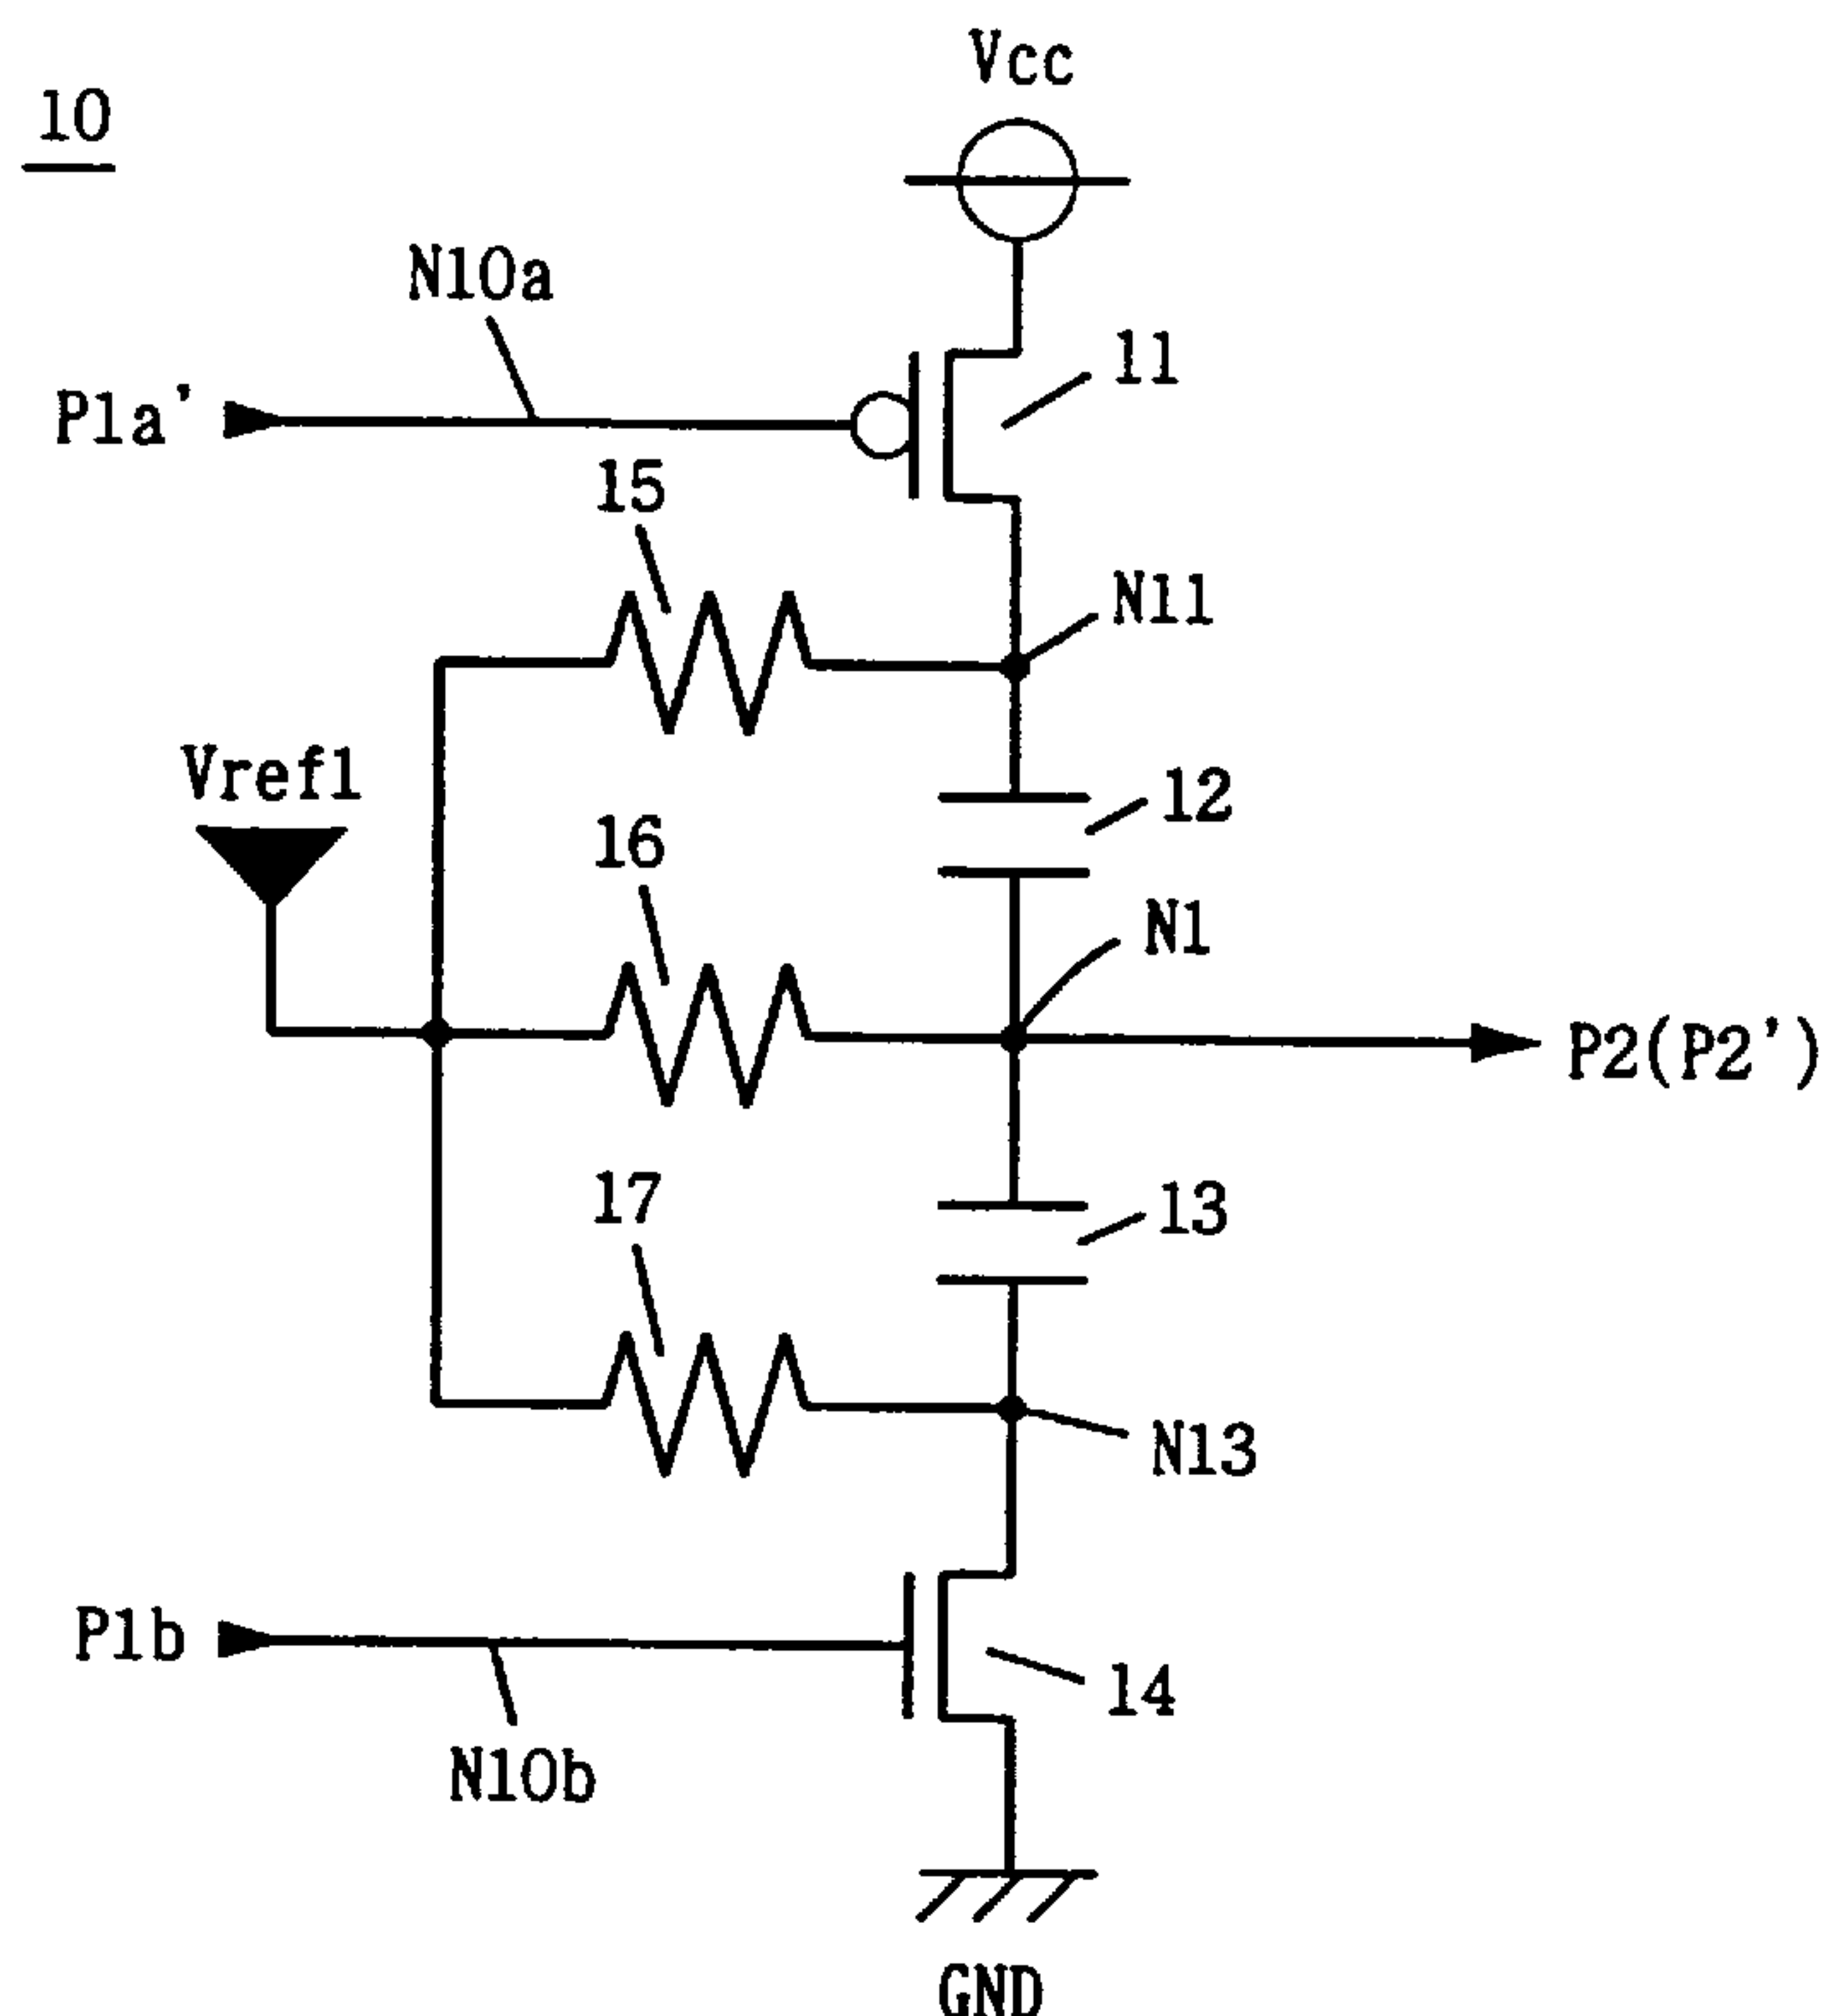 Vcc
10
N10a
11
P1a'
15
N11
Vref1
12
16
N1
P2(P2')
17
13
N13
P1b
14
N10b
GND